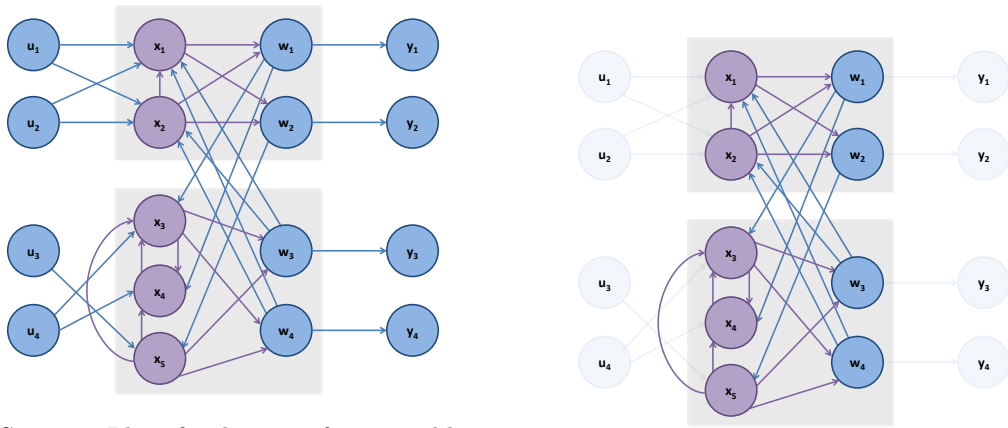 u₁ x₁ w₁ y₁
u₂ x₂ w₂ y₂
x₃
u₃ w₃ y₃
x₄
u₄ w₄ y₄
x₅
u₁ x₁ w₁ y₁
u₂ x₂ w₂ y₂
x₃
u₃ w₃ y₃
x₄
u₄ w₄ y₄
x₅